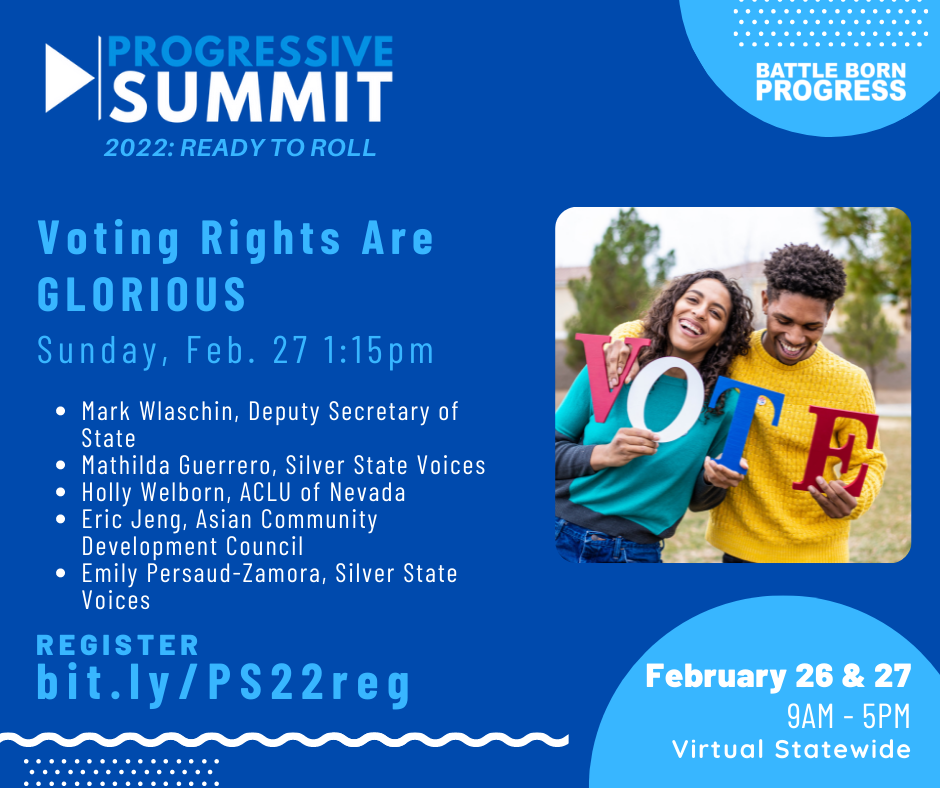 PROGRESSIVE
SUMMIT
2022: READY TO ROLL
BATTLE BORN
PROGRESS
Voting Rights Are
GLORIOUS
Sunday, Feb. 27 1:15pm
• Mark Wlaschin, Deputy Secretary of
State
• Mathilda Guerrero, Silver State Voices
• Holly Welborn, ACLU of Nevada
• Eric Jeng, Asian Community
Development Council
• Emily Persaud-Zamora, Silver State
Voices
VOTE
REGISTER
bit.ly/PS22reg
February 26 & 27
9AM - 5PM
Virtual Statewide